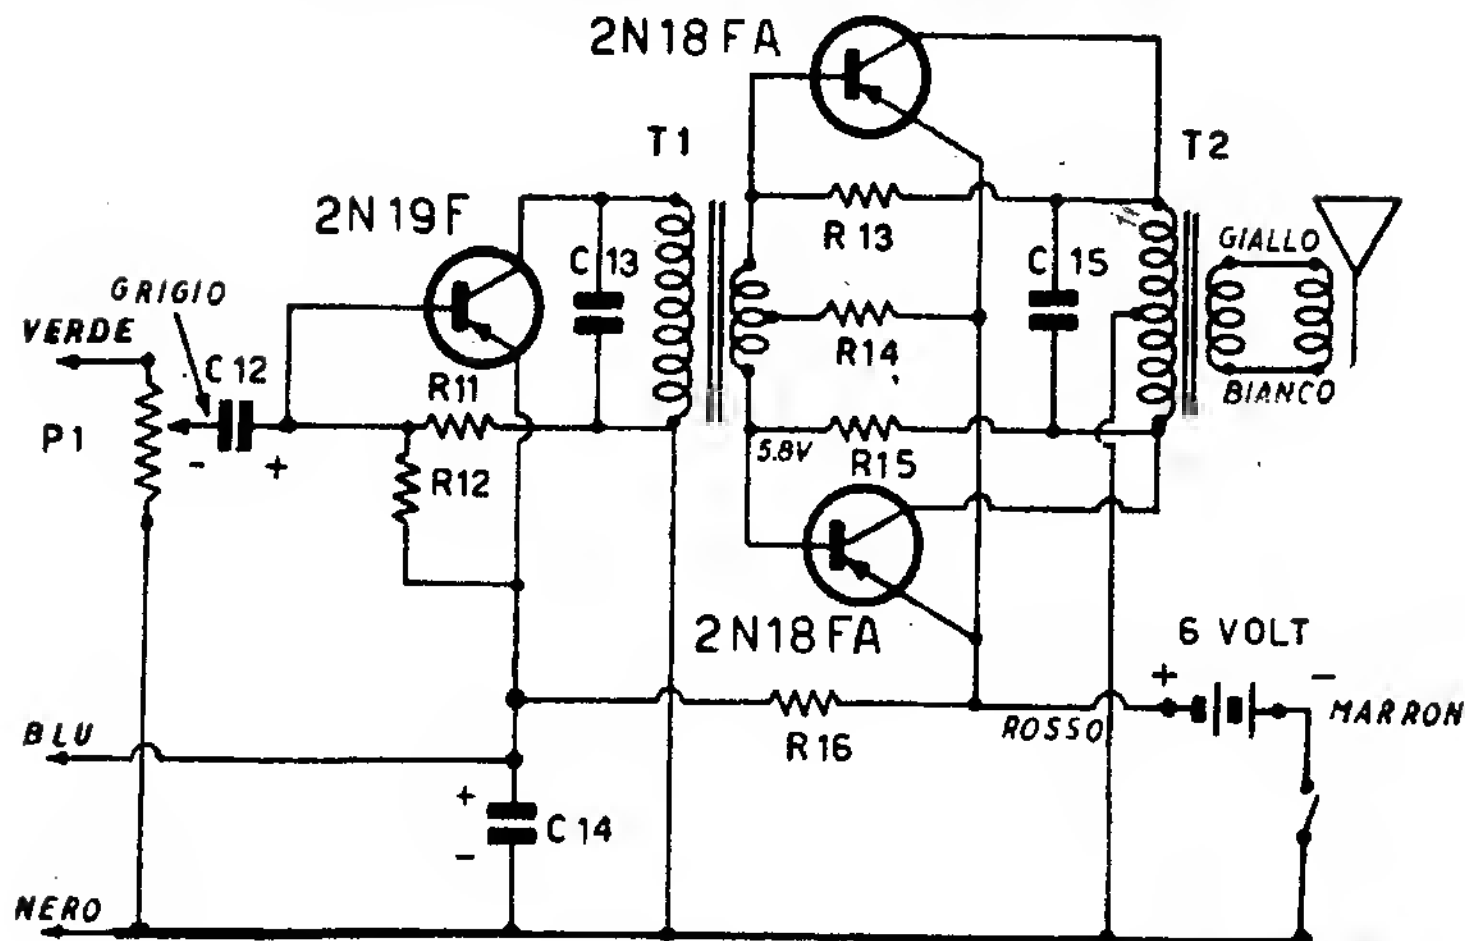 2N18FA
T1
T2
2N19F
R13
C13
C15
GIALLO
GRIGIO
VERDE
C12
R11
R14
BIANCO
P1
-
+
R12
5.8V
R15
2N18FA
6 VOLT
+
-
BLU
R16
ROSSO
MARRON
+
C14
-
NERO